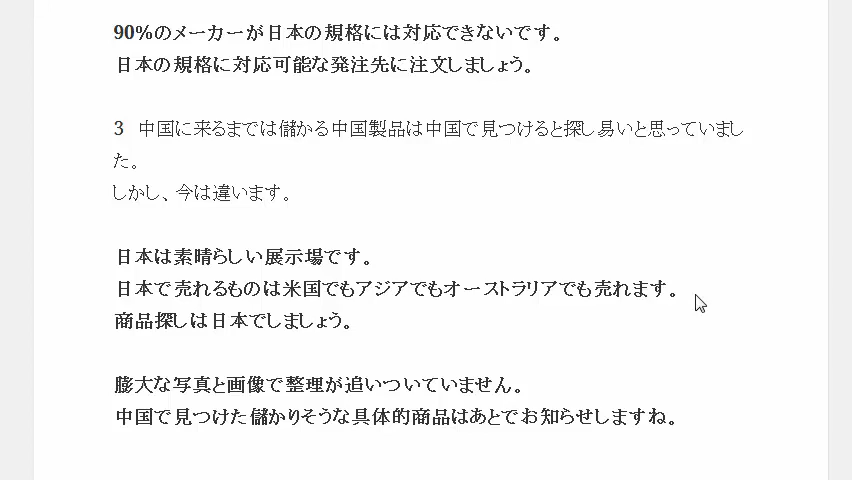 90%のメーカーが日本の規格には対応できないです。
日本の規格に対応可能な発注先に注文しましょう。
3 中国に来るまでは儲かる中国製品は中国で見つけると探し易いと思っていまし
た。
しかし、今は違います。
日本は素晴らしい展示場です。
日本で売れるものは米国でもアジアでもオーストラリアでも売れます。
商品探しは日本でしましょう。
膨大な写真と画像で整理が追いついていません。
中国で見つけた儲かりそうな具体的商品はあとでお知らせしますね。